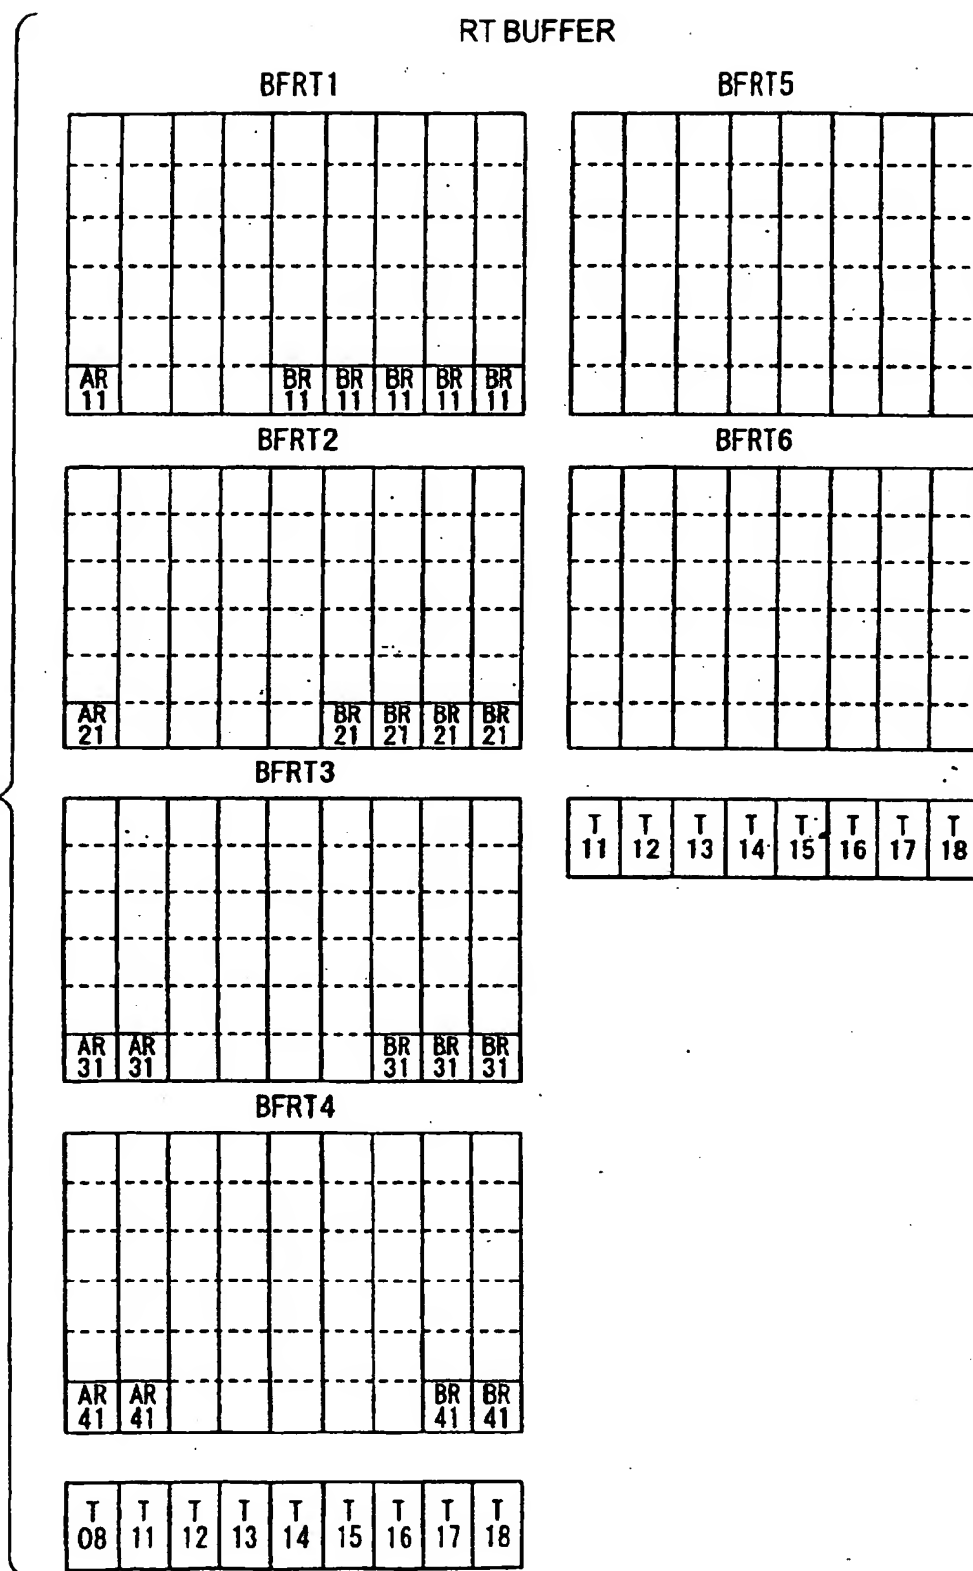 RT BUFFER
BFRT1
AR 11 BR 11 BR 11 BR 11 BR 11 BR 11
BFRT2
AR 21 BR 21 BR 21 BR 21 BR 21
BFRT3
AR 31 AR 31 BR 31 BR 31 BR 31
BFRT4
AR 41 AR 41 BR 41 BR 41
T 08 T 11 T 12 T 13 T 14 T 15 T 16 T 17 T 18
BFRT5
BFRT6
T 11 T 12 T 13 T 14 T 15 T 16 T 17 T 18